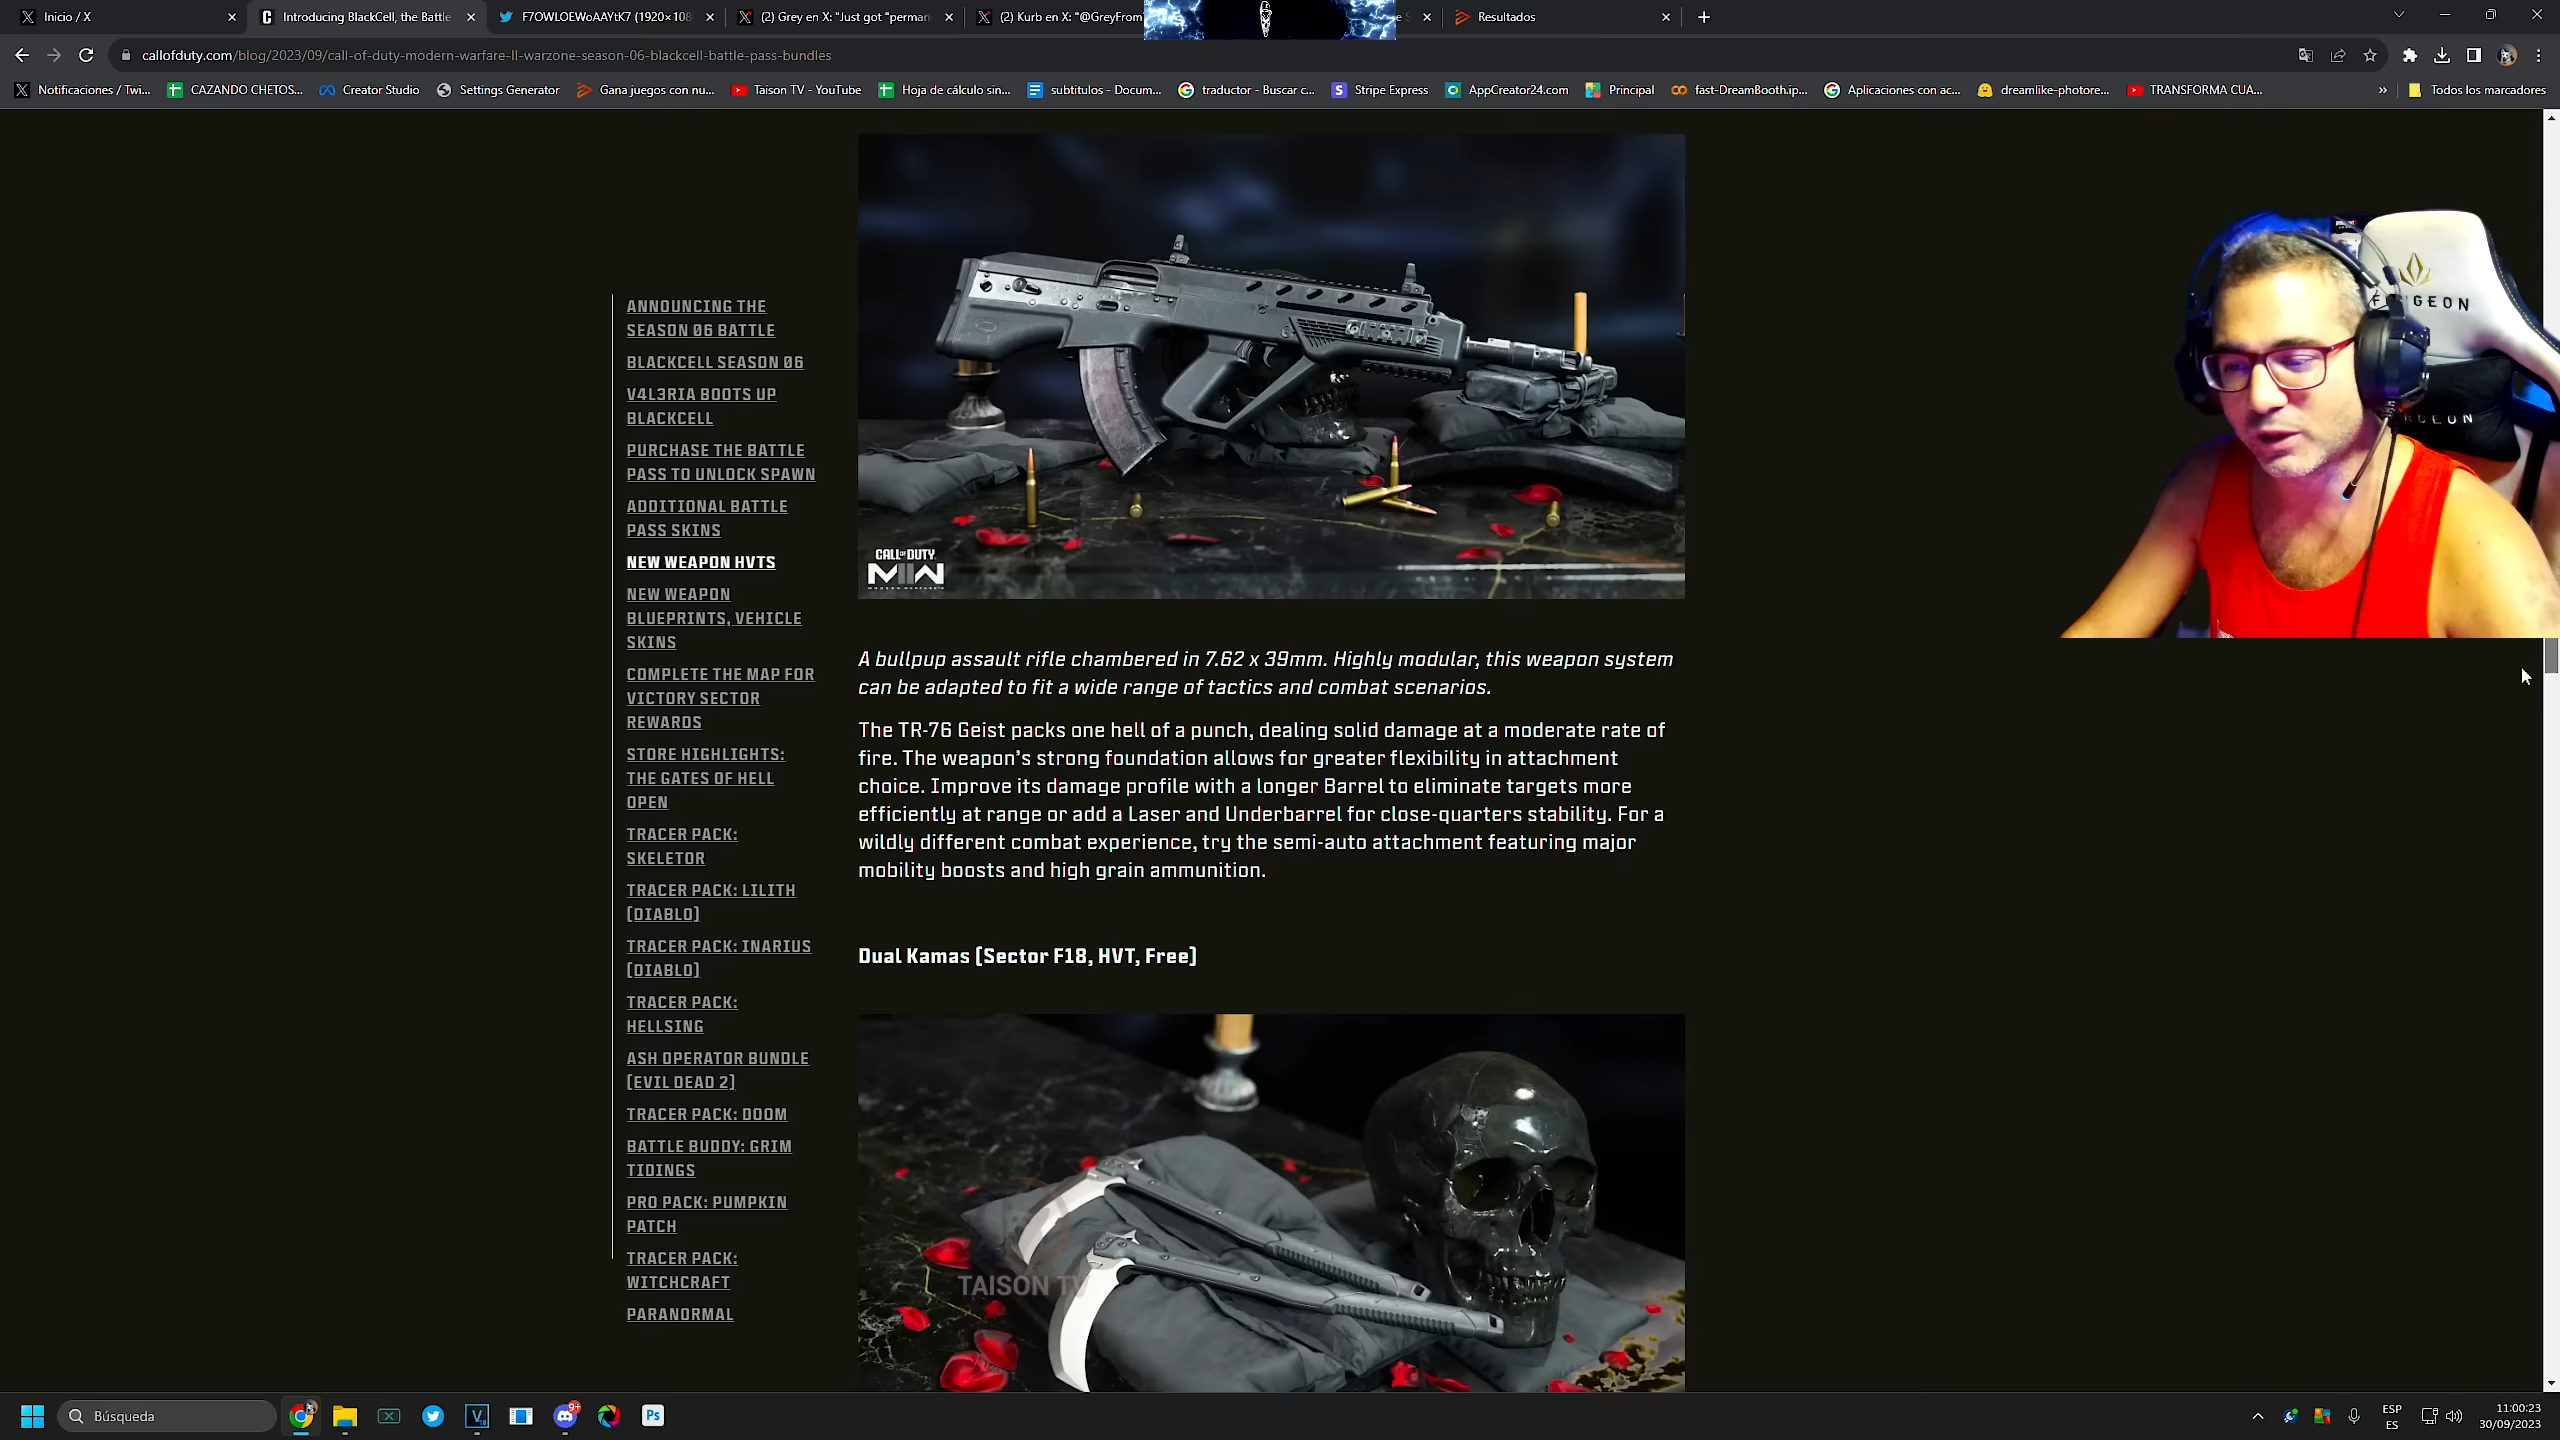 Inicio / X
Introducing BlackCell, the Battle
F7OWLOEWoAAYtK7 (1920×108
(2) Grey en X: "Just got "perman
(2) Kurb en X: "@GreyFrom
Resultados
callofduty.com/blog/2023/09/call-of-duty-modern-warfare-II-warzone-season-06-blackcell-battle-pass-bundles
Notificaciones / Twi...
CAZANDO CHETOS...
Creator Studio
Settings Generator
Gana juegos con nu...
Taison TV - YouTube
Hoja de cálculo sin...
subtitulos - Docum...
traductor - Buscar c...
Stripe Express
AppCreator24.com
Principal
fast-DreamBooth.ip...
Aplicaciones con ac...
dreamlike-photore...
TRANSFORMA CUA...
»
Todos los marcadores
ANNOUNCING THE
SEASON 06 BATTLE
BLACKCELL SEASON 06
V4L3RIA BOOTS UP
BLACKCELL
PURCHASE THE BATTLE
PASS TO UNLOCK SPAWN
ADDITIONAL BATTLE
PASS SKINS
NEW WEAPON HVTS
NEW WEAPON
BLUEPRINTS, VEHICLE
SKINS
COMPLETE THE MAP FOR
VICTORY SECTOR
REWARDS
STORE HIGHLIGHTS:
THE GATES OF HELL
OPEN
TRACER PACK:
SKELETOR
TRACER PACK: LILITH
(DIABLO)
TRACER PACK: INARIUS
(DIABLO)
TRACER PACK:
HELLSING
ASH OPERATOR BUNDLE
(EVIL DEAD 2)
TRACER PACK: DOOM
BATTLE BUDDY: GRIM
TIDINGS
PRO PACK: PUMPKIN
PATCH
TRACER PACK:
WITCHCRAFT
PARANORMAL
CALL OF DUTY
MWII
A bullpup assault rifle chambered in 7.62 x 39mm. Highly modular, this weapon system
can be adapted to fit a wide range of tactics and combat scenarios.
The TR-76 Geist packs one hell of a punch, dealing solid damage at a moderate rate of
fire. The weapon's strong foundation allows for greater flexibility in attachment
choice. Improve its damage profile with a longer Barrel to eliminate targets more
efficiently at range or add a Laser and Underbarrel for close-quarters stability. For a
wildly different combat experience, try the semi-auto attachment featuring major
mobility boosts and high grain ammunition.
Dual Kamas (Sector F18, HVT, Free)
TAISON TV
Búsqueda
9+
Ps
ESP
ES
11:00:23
30/09/2023